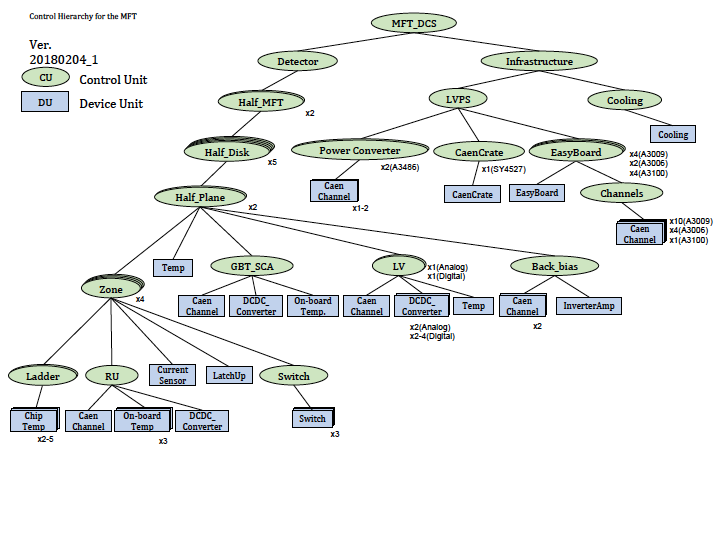 Control Hierarchy for the MFT
Ver.
20180204_1
CU
Control Unit
DU
Device Unit
MFT_DCS
Detector
Infrastructure
Half_MFT
x2
LVPS
Cooling
Cooling
Half_Disk
x5
Power Converter
x2(A3486)
CaenCrate
x1(SY4527)
EasyBoard
x4(A3009)
x2(A3006)
x4(A3100)
Caen
Channel
x1-2
CaenCrate
EasyBoard
Channels
Half_Plane
x2
Caen
Channel
x10(A3009)
x4(A3006)
x1(A3100)
Zone
x4
Temp
GBT_SCA
LV
x1(Analog)
x1(Digital)
Back_bias
Caen
Channel
DCDC_
Converter
On-board
Temp.
Caen
Channel
DCDC_
Converter
x2(Analog)
x2-4(Digital)
Temp
Caen
Channel
x2
InverterAmp
Ladder
RU
Current
Sensor
LatchUp
Switch
Chip
Temp
x2-5
Caen
Channel
On-board
Temp
x3
DCDC_
Converter
Switch
x3